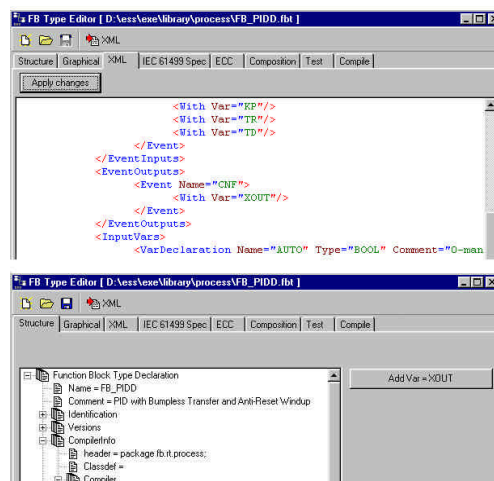 FB Type Editor [ D:\ess\exe\library\process\FB_PIDD.fbt ]
XML
Structure Graphical XML IEC 61499 Spec ECC Composition Test Compile
Apply changes
<With Var="KP"/>
<With Var="TR"/>
<With Var="TD"/>
</Event>
</EventInputs>
<EventOutputs>
<Event Name="CNF">
<With Var="XOUT"/>
</Event>
</EventOutputs>
<InputVars>
<VarDeclaration Name="AUTO" Type="BOOL" Comment="0-man
FB Type Editor [ D:\ess\exe\library\process\FB_PIDD.fbt ]
XML
Structure Graphical XML IEC 61499 Spec ECC Composition Test Compile
Function Block Type Declaration
Add Var = XOUT
Name = FB_PIDD
Comment = PID with Bumpless Transfer and Anti-Reset Windup
Identification
Versions
CompilerInfo
header = package fb.rt.process;
Classdef =
Compiler